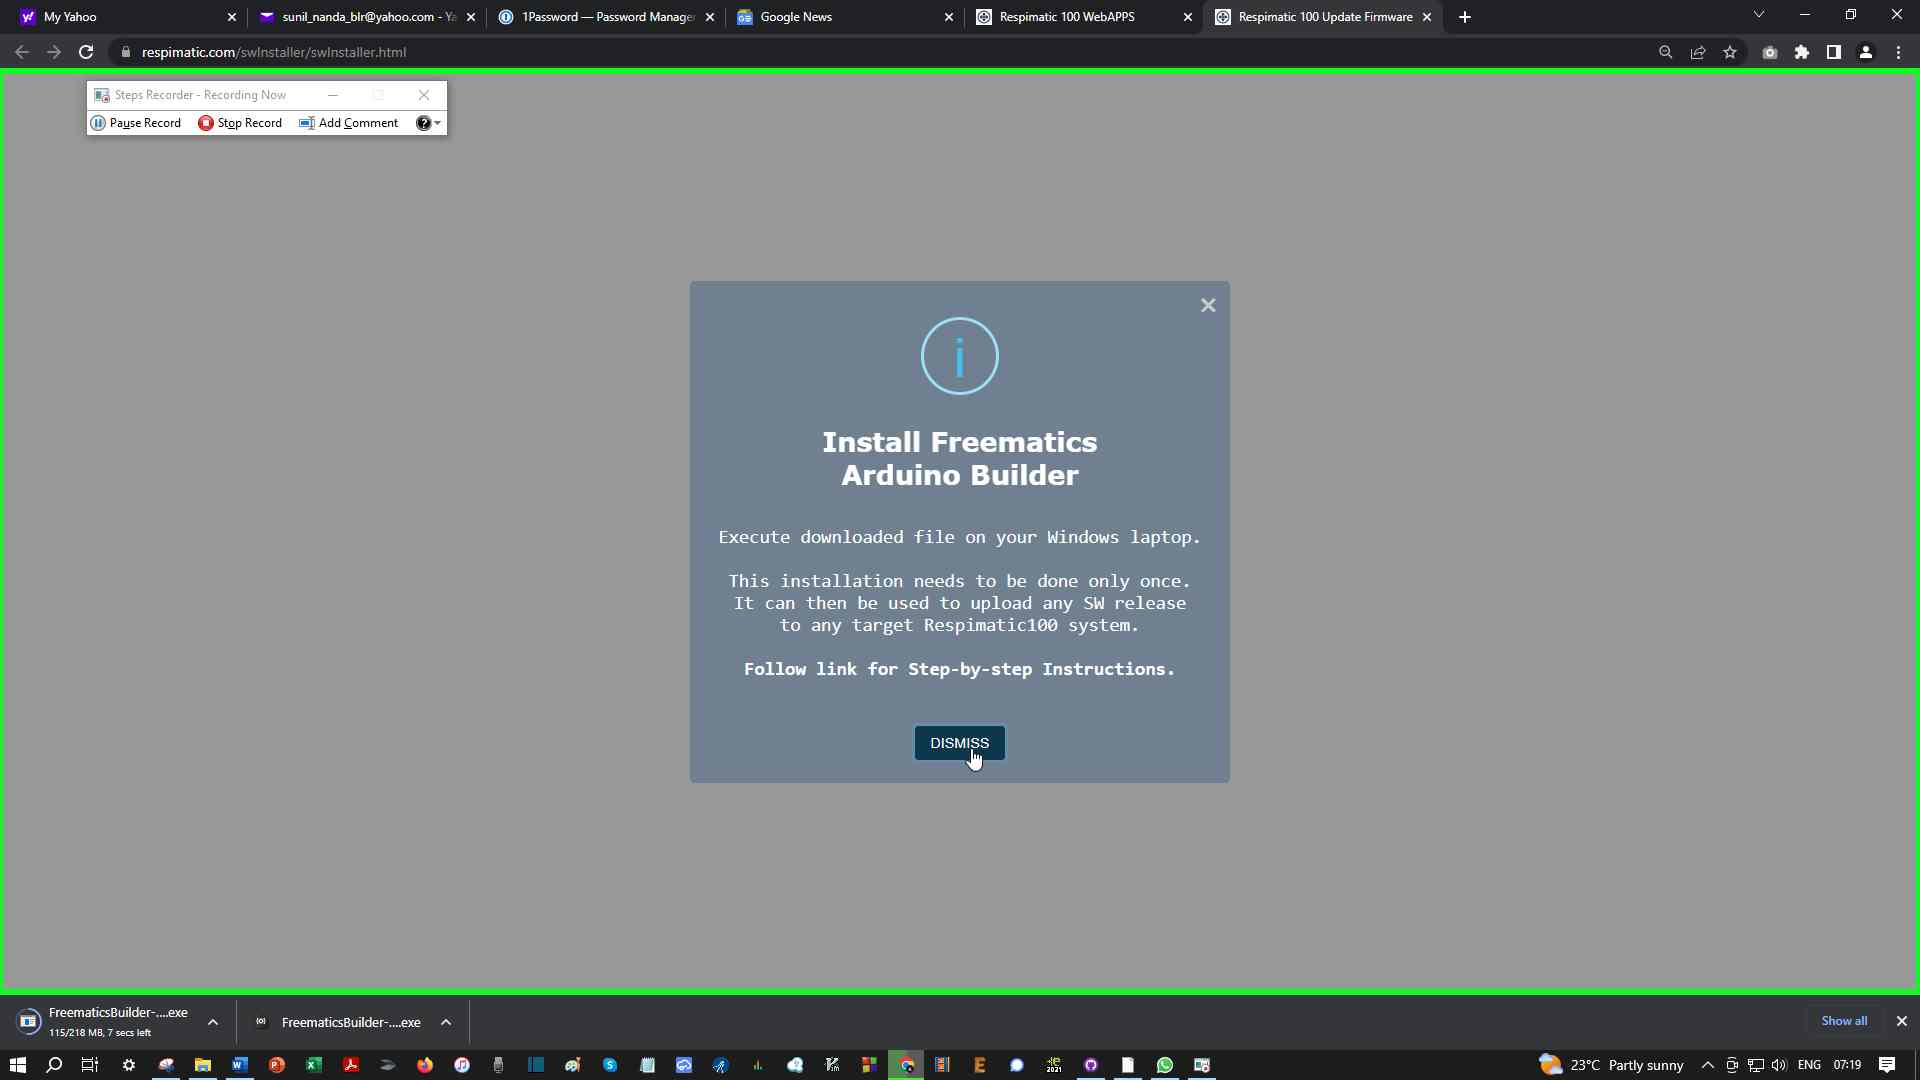 My Yahoo
sunil_nanda_blr@yahoo.com - Ya
1Password — Password Manager
Google News
Respimatic 100 WebAPPS
Respimatic 100 Update Firmware
respimatic.com/swInstaller/swInstaller.html
Steps Recorder - Recording Now
Pause Record
Stop Record
Add Comment
Install Freematics
Arduino Builder
Execute downloaded file on your Windows laptop.
This installation needs to be done only once.
It can then be used to upload any SW release
to any target Respimatic100 system.
Follow link for Step-by-step Instructions.
DISMISS
FreematicsBuilder-....exe
115/218 MB, 7 secs left
FreematicsBuilder-....exe
Show all
23°C Partly sunny
ENG
07:19